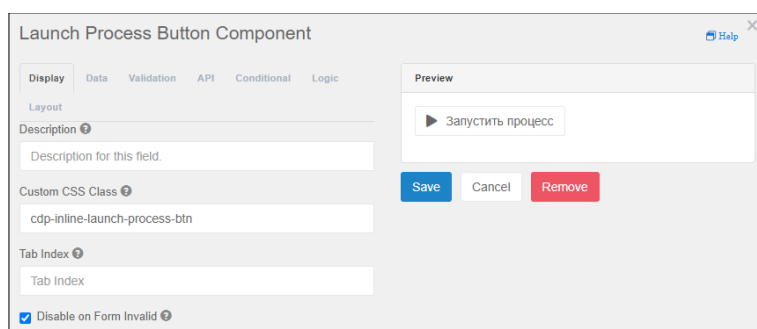 Launch Process Button Component
Help
Display Data Validation API Conditional Logic
Layout
Description
Description for this field.
Custom CSS Class
cdp-inline-launch-process-btn
Tab Index
Tab Index
Disable on Form Invalid
Preview
Запустить процесс
Save Cancel Remove